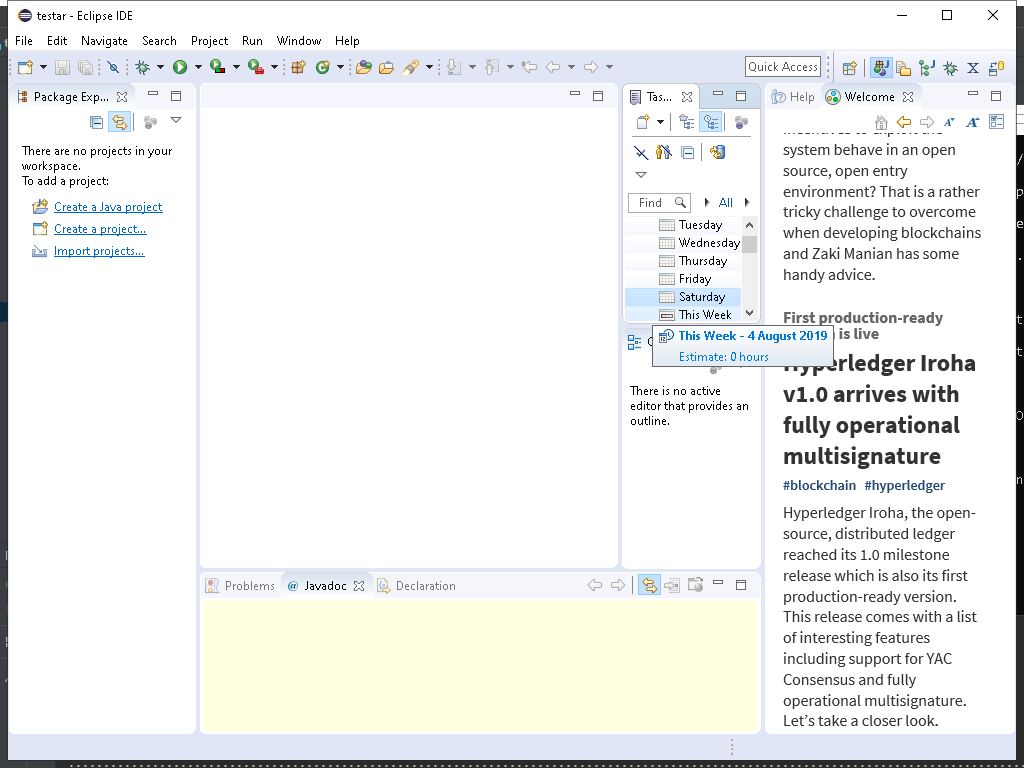 testar - Eclipse IDE
File Edit Navigate Search Project Run Window Help
Quick Access
Package Exp...
There are no projects in your
workspace.
To add a project:
Create a Java project
Create a project...
Import projects...
Tas...
Find
All
Tuesday
Wednesday
Thursday
Friday
Saturday
This Week
This Week - 4 August 2019
Estimate: 0 hours
There is no active
editor that provides an
outline.
Problems
@ Javadoc
Declaration
Help
Welcome
system behave in an open
source, open entry
environment? That is a rather
tricky challenge to overcome
when developing blockchains
and Zaki Manian has some
handy advice.
First production-ready
is live
Hyperledger Iroha
v1.0 arrives with
fully operational
multisignature
#blockchain #hyperledger
Hyperledger Iroha, the open-
source, distributed ledger
reached its 1.0 milestone
release which is also its first
production-ready version.
This release comes with a list
of interesting features
including support for YAC
Consensus and fully
operational multisignature.
Let's take a closer look.